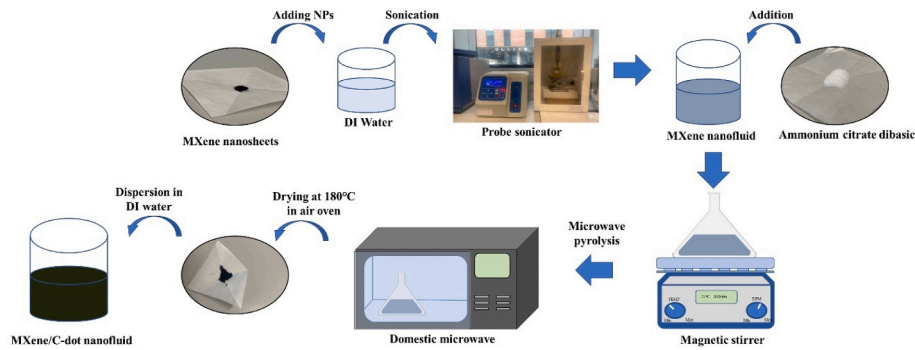 Adding NPs
Sonication
Addition
MXene nanosheets
DI Water
Probe sonicator
MXene nanofluid
Ammonium citrate dibasic
Dispersion in
DI water
Drying at 180°C
in air oven
Microwave
pyrolysis
MXene/C-dot nanofluid
Domestic microwave
Magnetic stirrer